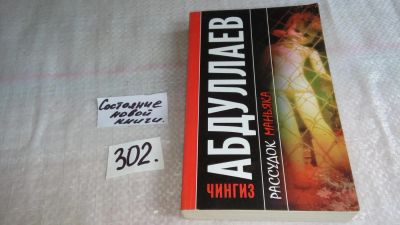 Состояние
новой
книги.
302.
ЧИНГИЗ
АБДУЛЛАЕВ
РАССУДОК МАНЬЯКА